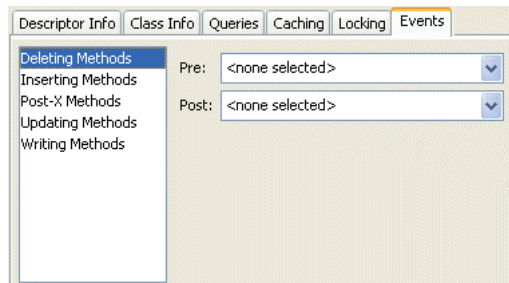 Descriptor Info Class Info Queries Caching Locking Events
Deleting Methods
Inserting Methods
Post-X Methods
Updating Methods
Writing Methods
Pre: <none selected>
Post: <none selected>